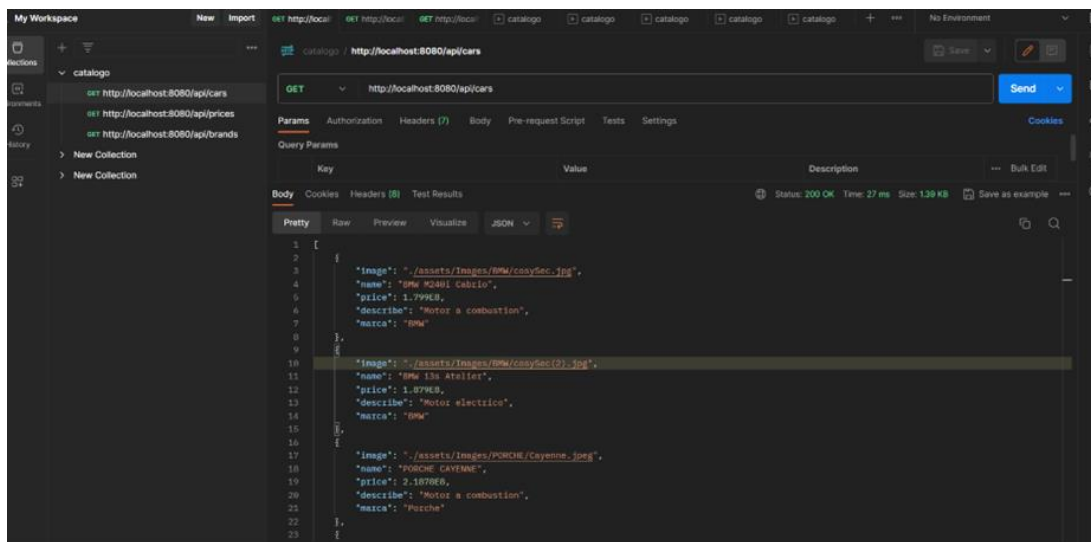 My Workspace New Import GET http://local GET http://local GET http://local catalogo catalogo catalogo catalogo catalogo + No Environment
catalogo / http://localhost:8080/api/cars Save
catalogo
GET http://localhost:8080/api/cars
GET http://localhost:8080/api/prices
GET http://localhost:8080/api/brands
New Collection
New Collection
GET http://localhost:8080/api/cars Send
Params Authorization Headers (7) Body Pre-request Script Tests Settings Cookies
Query Params
Key Value Description Bulk Edit
Body Cookies Headers (8) Test Results Status: 200 OK Time: 27 ms Size: 1.39 KB Save as example
Pretty Raw Preview Visualize JSON
1 [
2 {
3 "image": "./assets/Images/BMW/cosySec.jpg",
4 "name": "BMW M240i Cabrio",
5 "price": 1.799E8,
6 "describe": "Motor a combustion",
7 "marca": "BMW"
8 },
9 {
10 "image": "./assets/Images/BMW/cosySec(2).jpg",
11 "name": "BMW i3s Atelier",
12 "price": 1.879E8,
13 "describe": "Motor electrico",
14 "marca": "BMW"
15 },
16 {
17 "image": "./assets/Images/PORCHE/Cayenne.jpeg",
18 "name": "PORCHE CAYENNE",
19 "price": 2.1870E8,
20 "describe": "Motor a combustion",
21 "marca": "Porche"
22 },
23 {